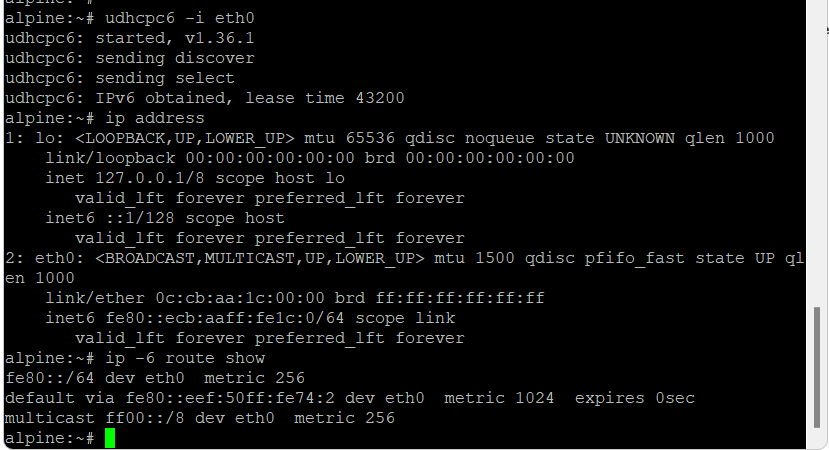 alpine:~#
alpine:~# udhcpc6 -i eth0
udhcpc6: started, v1.36.1
udhcpc6: sending discover
udhcpc6: sending select
udhcpc6: IPv6 obtained, lease time 43200
alpine:~# ip address
1: lo: <LOOPBACK,UP,LOWER_UP> mtu 65536 qdisc noqueue state UNKNOWN qlen 1000
    link/loopback 00:00:00:00:00:00 brd 00:00:00:00:00:00
    inet 127.0.0.1/8 scope host lo
       valid_lft forever preferred_lft forever
    inet6 ::1/128 scope host
       valid_lft forever preferred_lft forever
2: eth0: <BROADCAST,MULTICAST,UP,LOWER_UP> mtu 1500 qdisc pfifo_fast state UP ql
en 1000
    link/ether 0c:cb:aa:1c:00:00 brd ff:ff:ff:ff:ff:ff
    inet6 fe80::ecb:aaff:fe1c:0/64 scope link
       valid_lft forever preferred_lft forever
alpine:~# ip -6 route show
fe80::/64 dev eth0  metric 256
default via fe80::eef:50ff:fe74:2 dev eth0  metric 1024  expires 0sec
multicast ff00::/8 dev eth0  metric 256
alpine:~#